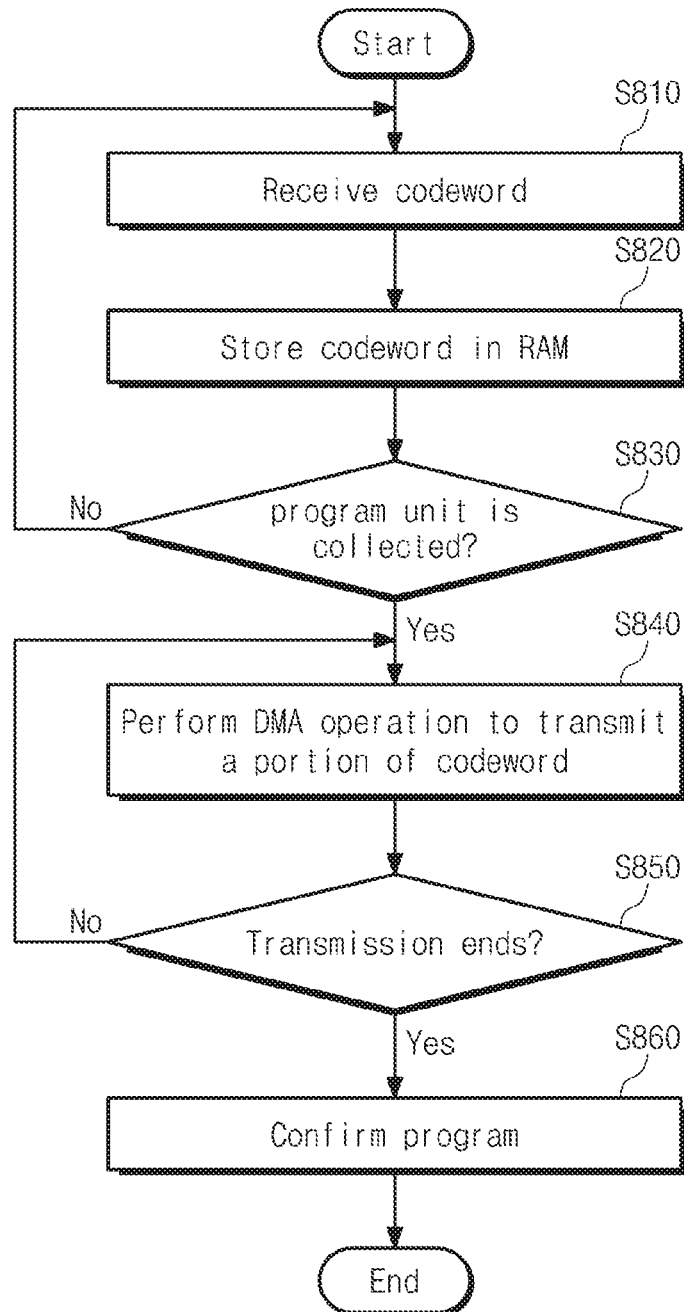 Start
S810
Receive codeword
S820
Store codeword in RAM
S830
No
program unit is
collected?
Yes
S840
Perform DMA operation to transmit
a portion of codeword
S850
No
Transmission ends?
Yes
S860
Confirm program
End